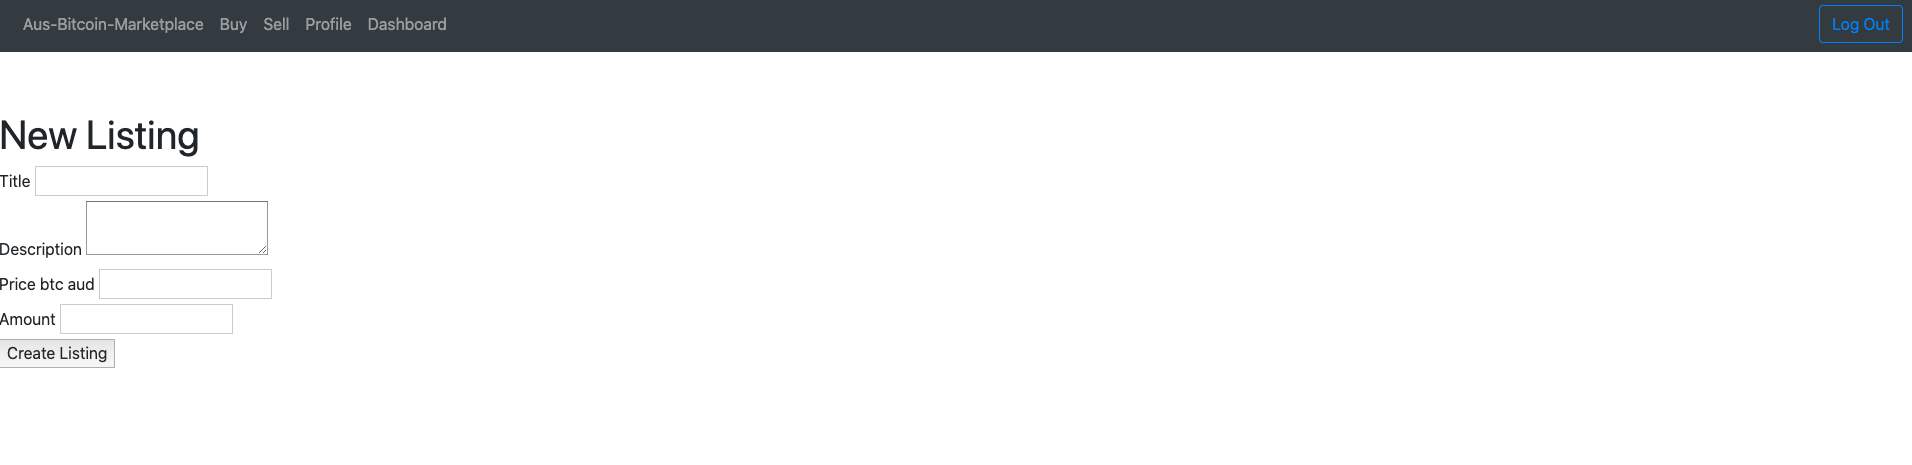 Aus-Bitcoin-Marketplace Buy Sell Profile Dashboard Log Out
New Listing
Title
Description
Price btc aud
Amount
Create Listing